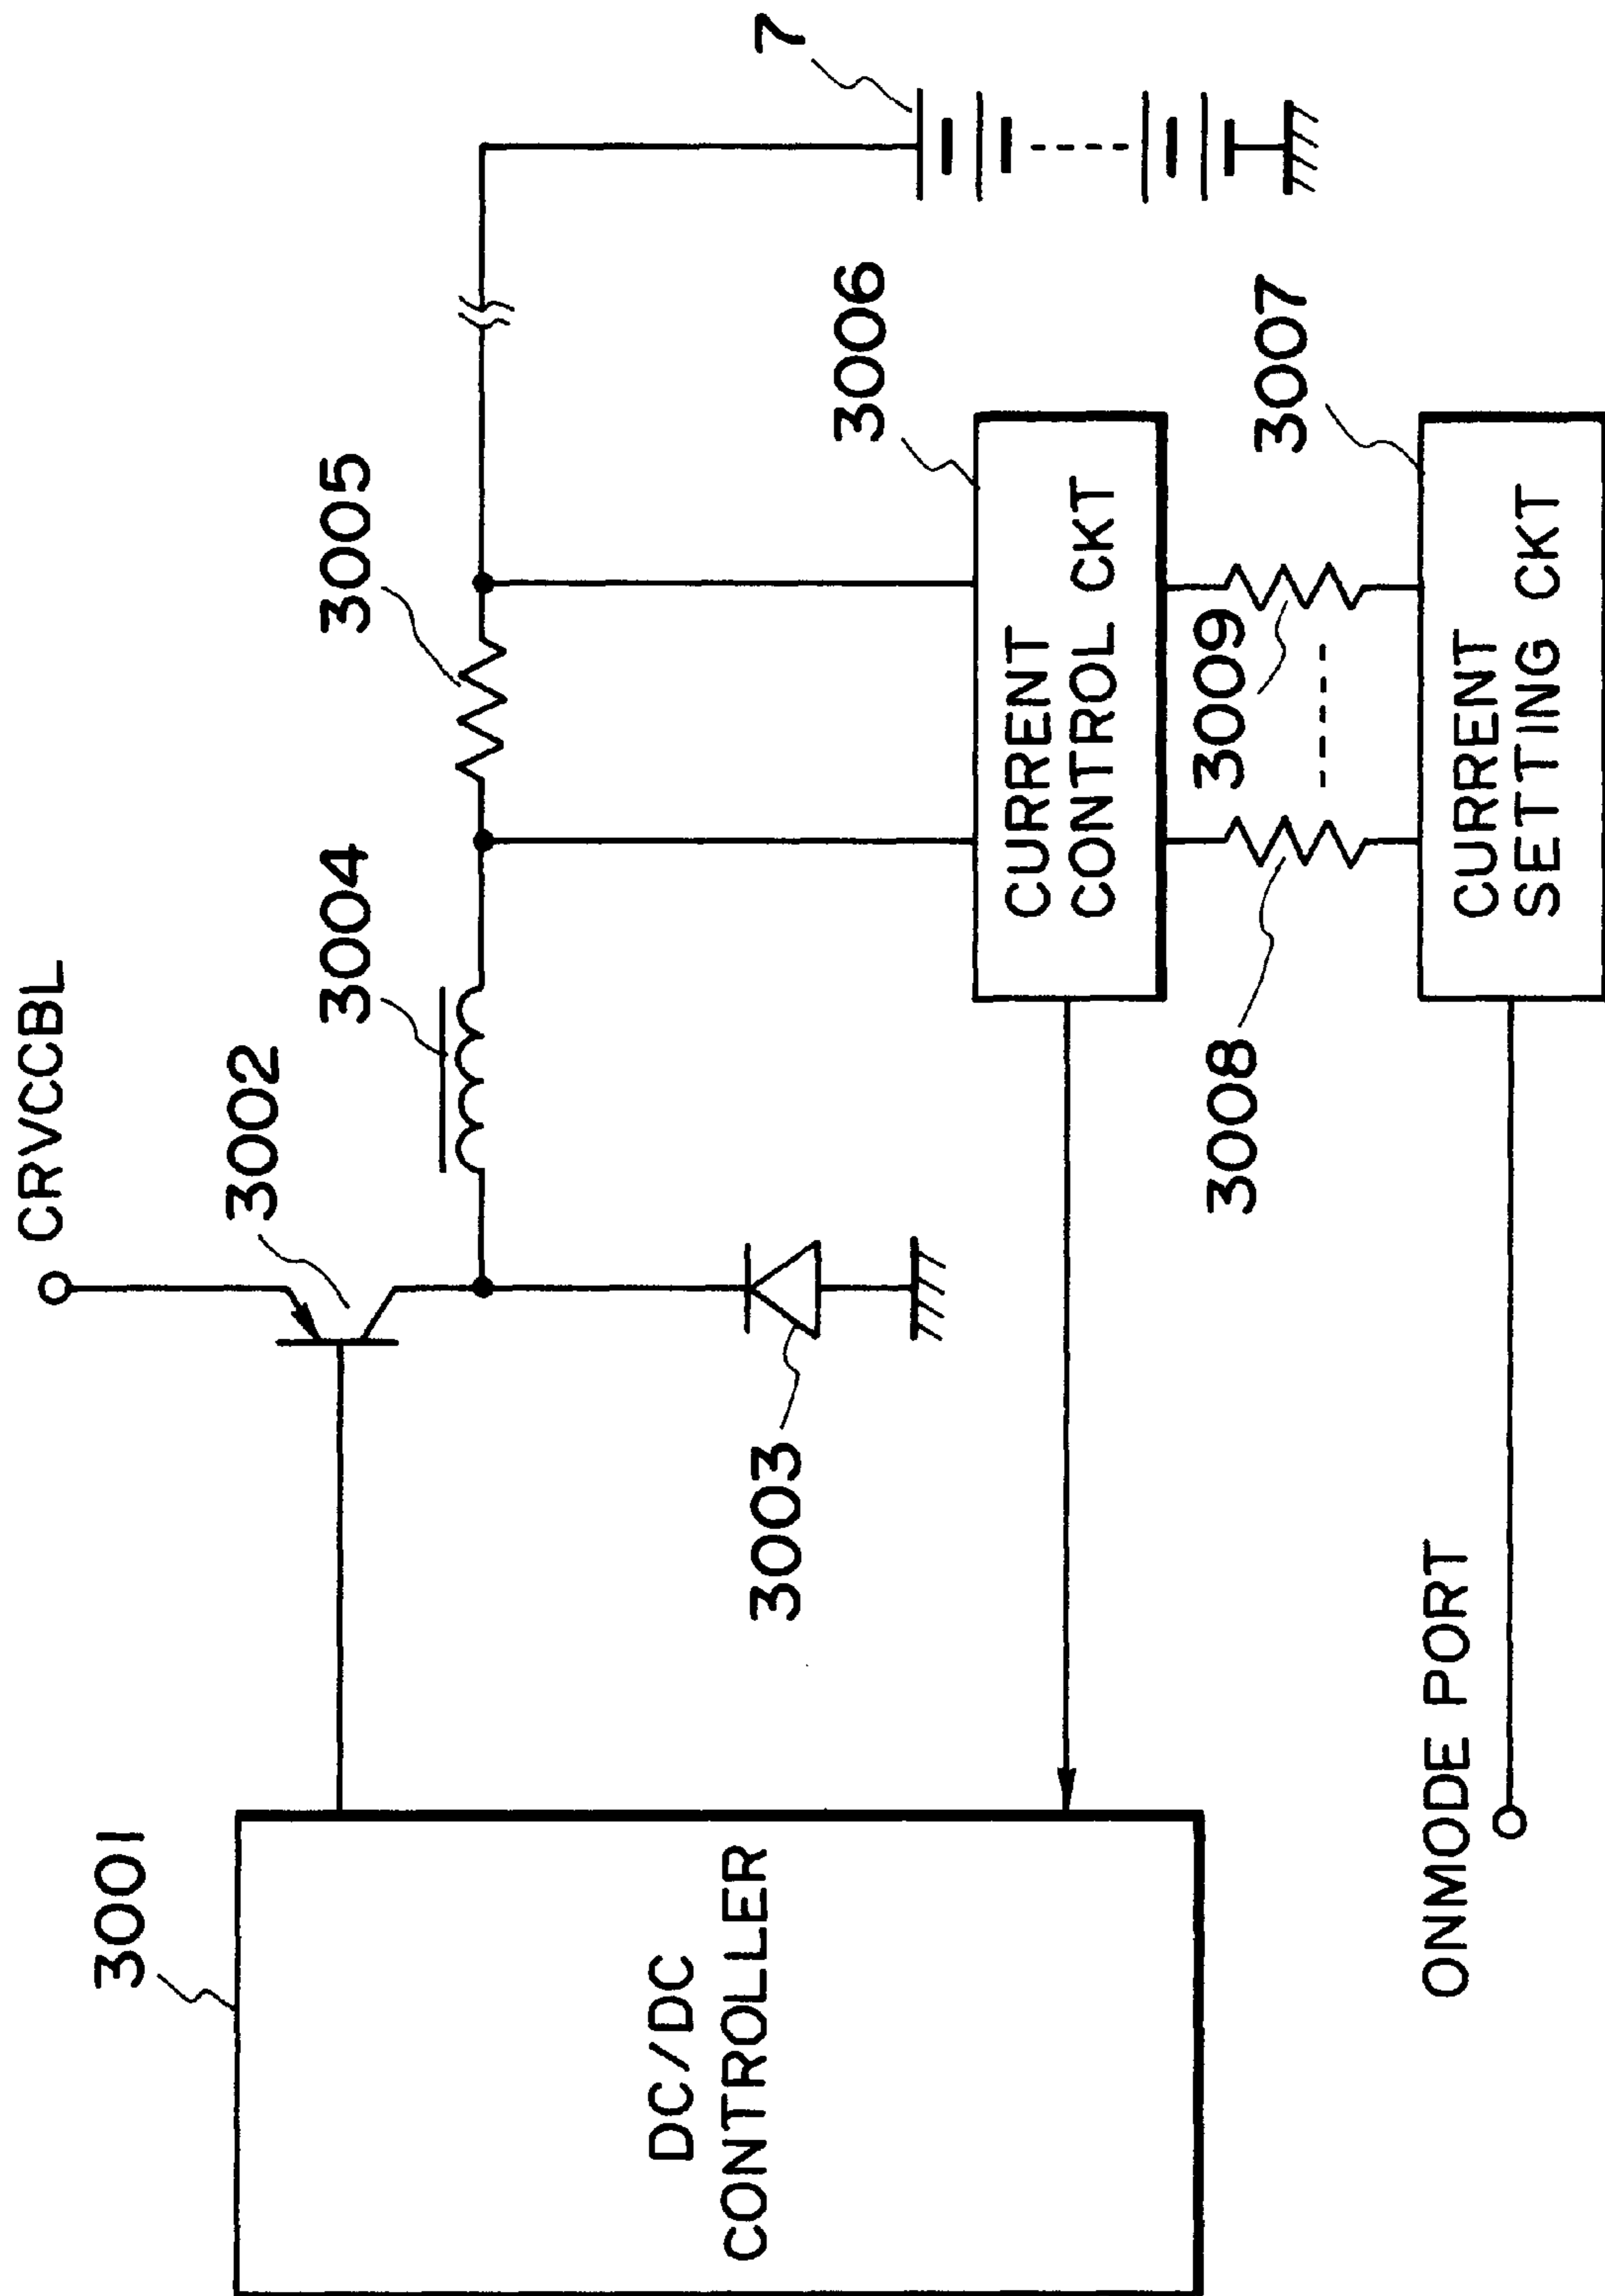 CRVCCBL
3001
3002
3004
3005
7
3003
3006
DC/DC
CONTROLLER
CURRENT
CONTROL CKT
3008
3009
3007
ONMODE PORT
CURRENT
SETTING CKT